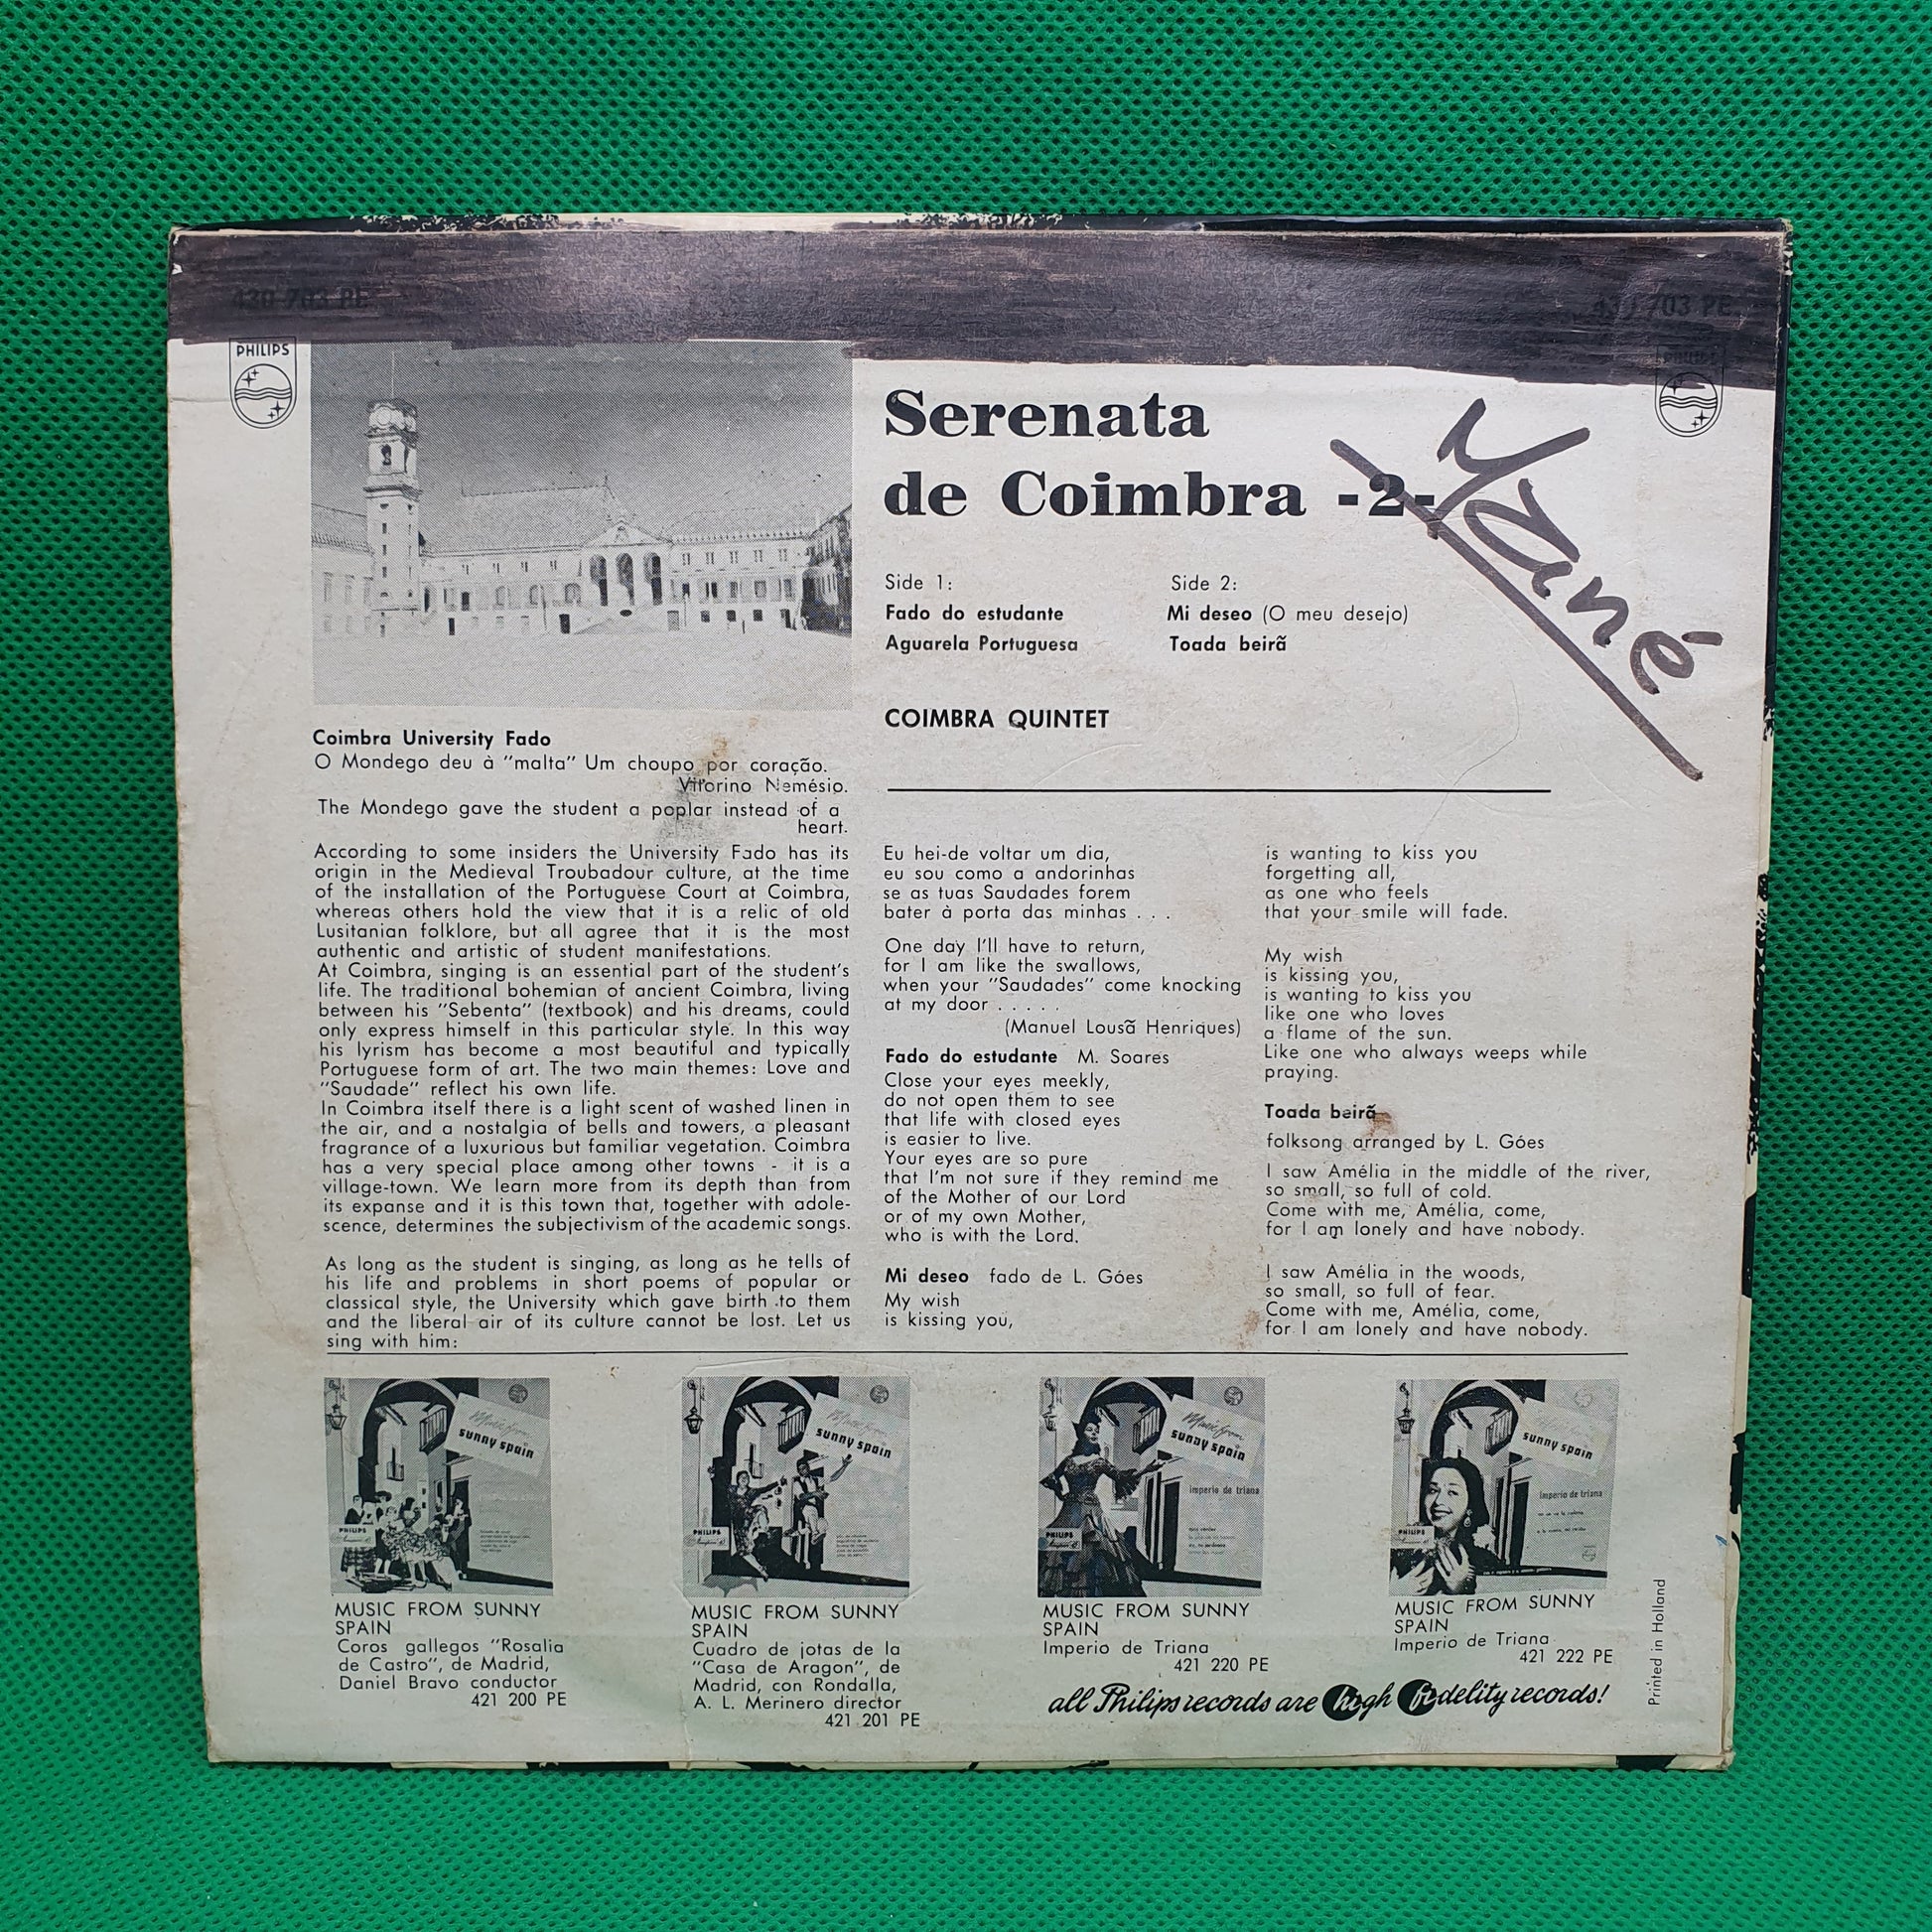 430 703 PE
430 703 PE
PHILIPS
PHILIPS
Serenata
de Coimbra -2-
Side 1:
Fado do estudante
Aguarela Portuguesa
Side 2:
Mi deseo (O meu desejo)
Toada beirã
COIMBRA QUINTET
Coimbra University Fado
O Mondego deu à "malta" Um choupo por coração.
Vitorino Nemésio.
The Mondego gave the student a poplar instead of a
heart.
According to some insiders the University Fado has its
origin in the Medieval Troubadour culture, at the time
of the installation of the Portuguese Court at Coimbra,
whereas others hold the view that it is a relic of old
Lusitanian folklore, but all agree that it is the most
authentic and artistic of student manifestations.
At Coimbra, singing is an essential part of the student's
life. The traditional bohemian of ancient Coimbra, living
between his "Sebenta" (textbook) and his dreams, could
only express himself in this particular style. In this way
his lyrism has become a most beautiful and typically
Portuguese form of art. The two main themes: Love and
"Saudade" reflect his own life.
In Coimbra itself there is a light scent of washed linen in
the air, and a nostalgia of bells and towers, a pleasant
fragrance of a luxurious but familiar vegetation. Coimbra
has a very special place among other towns - it is a
village-town. We learn more from its depth than from
its expanse and it is this town that, together with adole-
scence, determines the subjectivism of the academic songs.
As long as the student is singing, as long as he tells of
his life and problems in short poems of popular or
classical style, the University which gave birth to them
and the liberal air of its culture cannot be lost. Let us
sing with him:
Eu hei-de voltar um dia,
eu sou como a andorinhas
se as tuas Saudades forem
bater à porta das minhas . . .
One day I'll have to return,
for I am like the swallows,
when your "Saudades" come knocking
at my door . . . . .
(Manuel Lousã Henriques)
Fado do estudante M. Soares
Close your eyes meekly,
do not open them to see
that life with closed eyes
is easier to live.
Your eyes are so pure
that I'm not sure if they remind me
of the Mother of our Lord
or of my own Mother,
who is with the Lord.
Mi deseo fado de L. Góes
My wish
is kissing you,
is wanting to kiss you
forgetting all,
as one who feels
that your smile will fade.
My wish
is kissing you,
is wanting to kiss you
like one who loves
a flame of the sun.
Like one who always weeps while
praying.
Toada beirã
folksong arranged by L. Góes
I saw Amélia in the middle of the river,
so small, so full of cold.
Come with me, Amélia, come,
for I am lonely and have nobody.
I saw Amélia in the woods,
so small, so full of fear.
Come with me, Amélia, come,
for I am lonely and have nobody.
Music from
sunny spain
PHILIPS
Music from
sunny spain
PHILIPS
Music from
sunny spain
imperio de triana
PHILIPS
sunny spain
imperio de triana
PHILIPS
MUSIC FROM SUNNY
SPAIN
Coros gallegos "Rosalia
de Castro", de Madrid,
Daniel Bravo conductor
421 200 PE
MUSIC FROM SUNNY
SPAIN
Cuadro de jotas de la
"Casa de Aragon", de
Madrid, con Rondalla,
A. L. Merinero director
421 201 PE
MUSIC FROM SUNNY
SPAIN
Imperio de Triana
421 220 PE
MUSIC FROM SUNNY
SPAIN
Imperio de Triana
421 222 PE
all Philips records are high fidelity records!
Printed in Holland